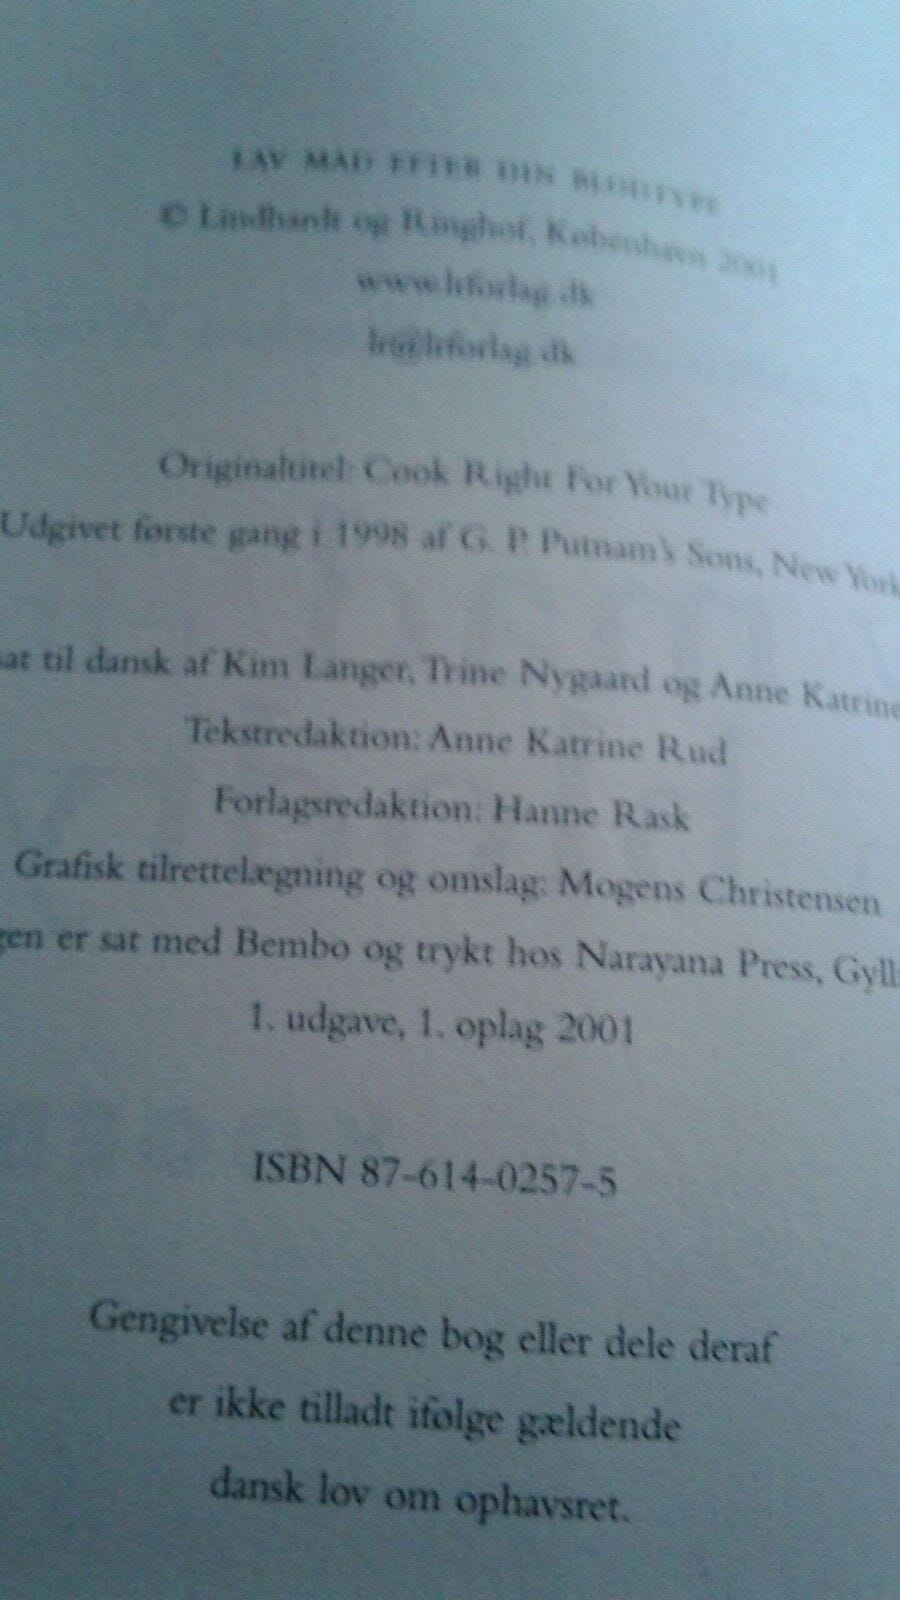 LAV MAD EFTER DIN BLODTYPE
© Lindhardt og Ringhof, København 2001
www.lrforlag.dk
lr@lrforlag.dk
Originaltitel: Cook Right For Your Type
Udgivet første gang i 1998 af G. P. Putnam's Sons, New York
sat til dansk af Kim Langer, Trine Nygaard og Anne Katrine
Tekstredaktion: Anne Katrine Rud
Forlagsredaktion: Hanne Rask
Grafisk tilrettelægning og omslag: Mogens Christensen
gen er sat med Bembo og trykt hos Narayana Press, Gyll
1. udgave, 1. oplag 2001
ISBN 87-614-0257-5
Gengivelse af denne bog eller dele deraf
er ikke tilladt ifølge gældende
dansk lov om ophavsret.